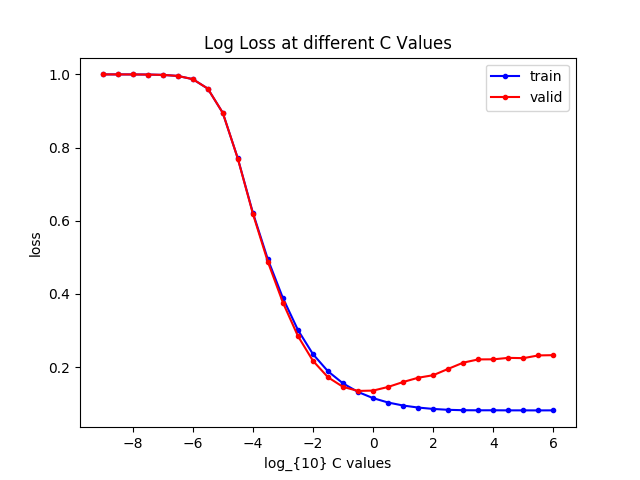 Log Loss at different C Values
train
valid
loss
1.0
0.8
0.6
0.4
0.2
−8 −6 −4 −2 0 2 4 6
log_{10} C values